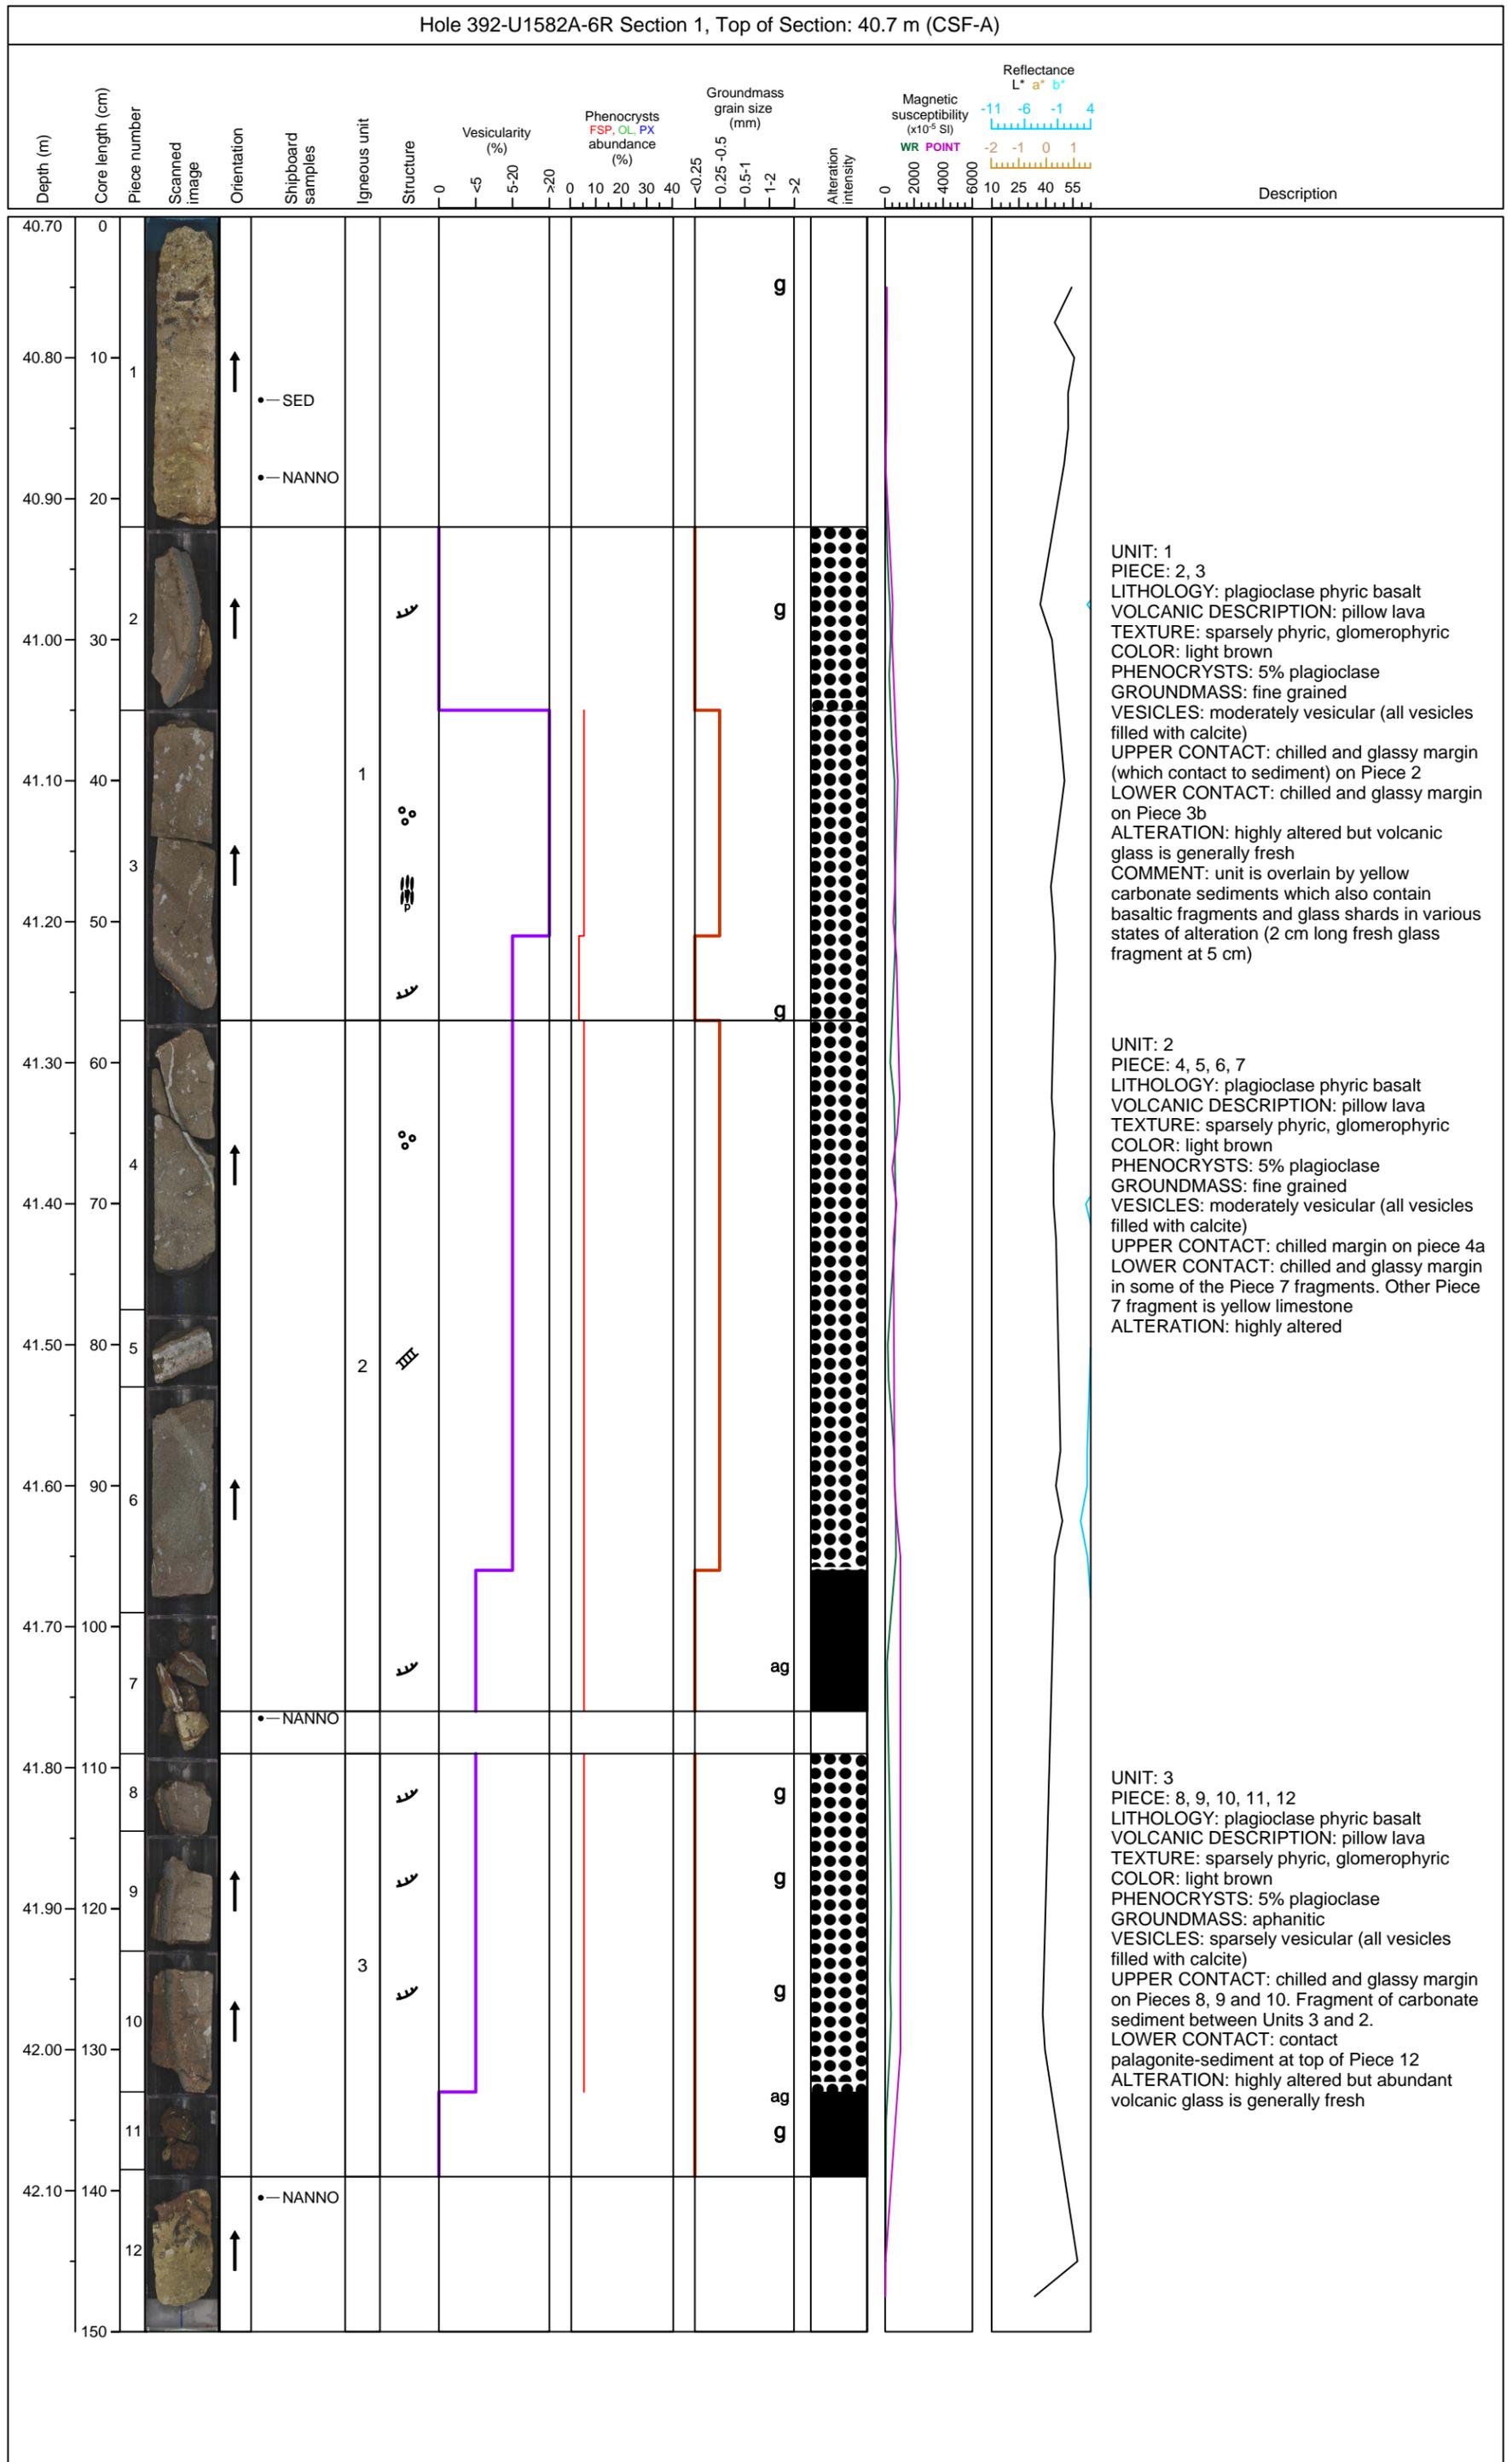 Hole 392-U1582A-6R Section 1, Top of Section: 40.7 m (CSF-A)
Depth (m)
Core length (cm)
Piece number
Scanned
image
Orientation
Shipboard
samples
Igneous unit
Structure
Vesicularity
(%)
0 <5 5-20 >20
Phenocrysts
FSP, OL, PX
abundance
(%)
0 10 20 30 40
Groundmass
grain size
(mm)
<0.25 0.25 -0.5 0.5-1 1-2 >2
Alteration
intensity
Magnetic
susceptibility
(x10-5 SI)
WR POINT
0 2000 4000 6000
Reflectance
L* a* b*
-11 -6 -1 4
-2 -1 0 1
10 25 40 55
Description
40.70 0
g
40.80 10
1
SED
NANNO
40.90 20
UNIT: 1
PIECE: 2, 3
LITHOLOGY: plagioclase phyric basalt
VOLCANIC DESCRIPTION: pillow lava
TEXTURE: sparsely phyric, glomerophyric
COLOR: light brown
PHENOCRYSTS: 5% plagioclase
GROUNDMASS: fine grained
VESICLES: moderately vesicular (all vesicles
filled with calcite)
UPPER CONTACT: chilled and glassy margin
(which contact to sediment) on Piece 2
LOWER CONTACT: chilled and glassy margin
on Piece 3b
ALTERATION: highly altered but volcanic
glass is generally fresh
COMMENT: unit is overlain by yellow
carbonate sediments which also contain
basaltic fragments and glass shards in various
states of alteration (2 cm long fresh glass
fragment at 5 cm)
g
2
41.00 30
1
41.10 40
3
p
41.20 50
g
UNIT: 2
PIECE: 4, 5, 6, 7
LITHOLOGY: plagioclase phyric basalt
VOLCANIC DESCRIPTION: pillow lava
TEXTURE: sparsely phyric, glomerophyric
COLOR: light brown
PHENOCRYSTS: 5% plagioclase
GROUNDMASS: fine grained
VESICLES: moderately vesicular (all vesicles
filled with calcite)
UPPER CONTACT: chilled margin on piece 4a
LOWER CONTACT: chilled and glassy margin
in some of the Piece 7 fragments. Other Piece
7 fragment is yellow limestone
ALTERATION: highly altered
41.30 60
4
41.40 70
41.50 80
5
2
41.60 90
6
41.70 100
ag
7
NANNO
41.80 110
UNIT: 3
PIECE: 8, 9, 10, 11, 12
LITHOLOGY: plagioclase phyric basalt
VOLCANIC DESCRIPTION: pillow lava
TEXTURE: sparsely phyric, glomerophyric
COLOR: light brown
PHENOCRYSTS: 5% plagioclase
GROUNDMASS: aphanitic
VESICLES: sparsely vesicular (all vesicles
filled with calcite)
UPPER CONTACT: chilled and glassy margin
on Pieces 8, 9 and 10. Fragment of carbonate
sediment between Units 3 and 2.
LOWER CONTACT: contact
palagonite-sediment at top of Piece 12
ALTERATION: highly altered but abundant
volcanic glass is generally fresh
8
g
g
9
41.90 120
3
g
10
42.00 130
ag
11
g
42.10 140
NANNO
12
150